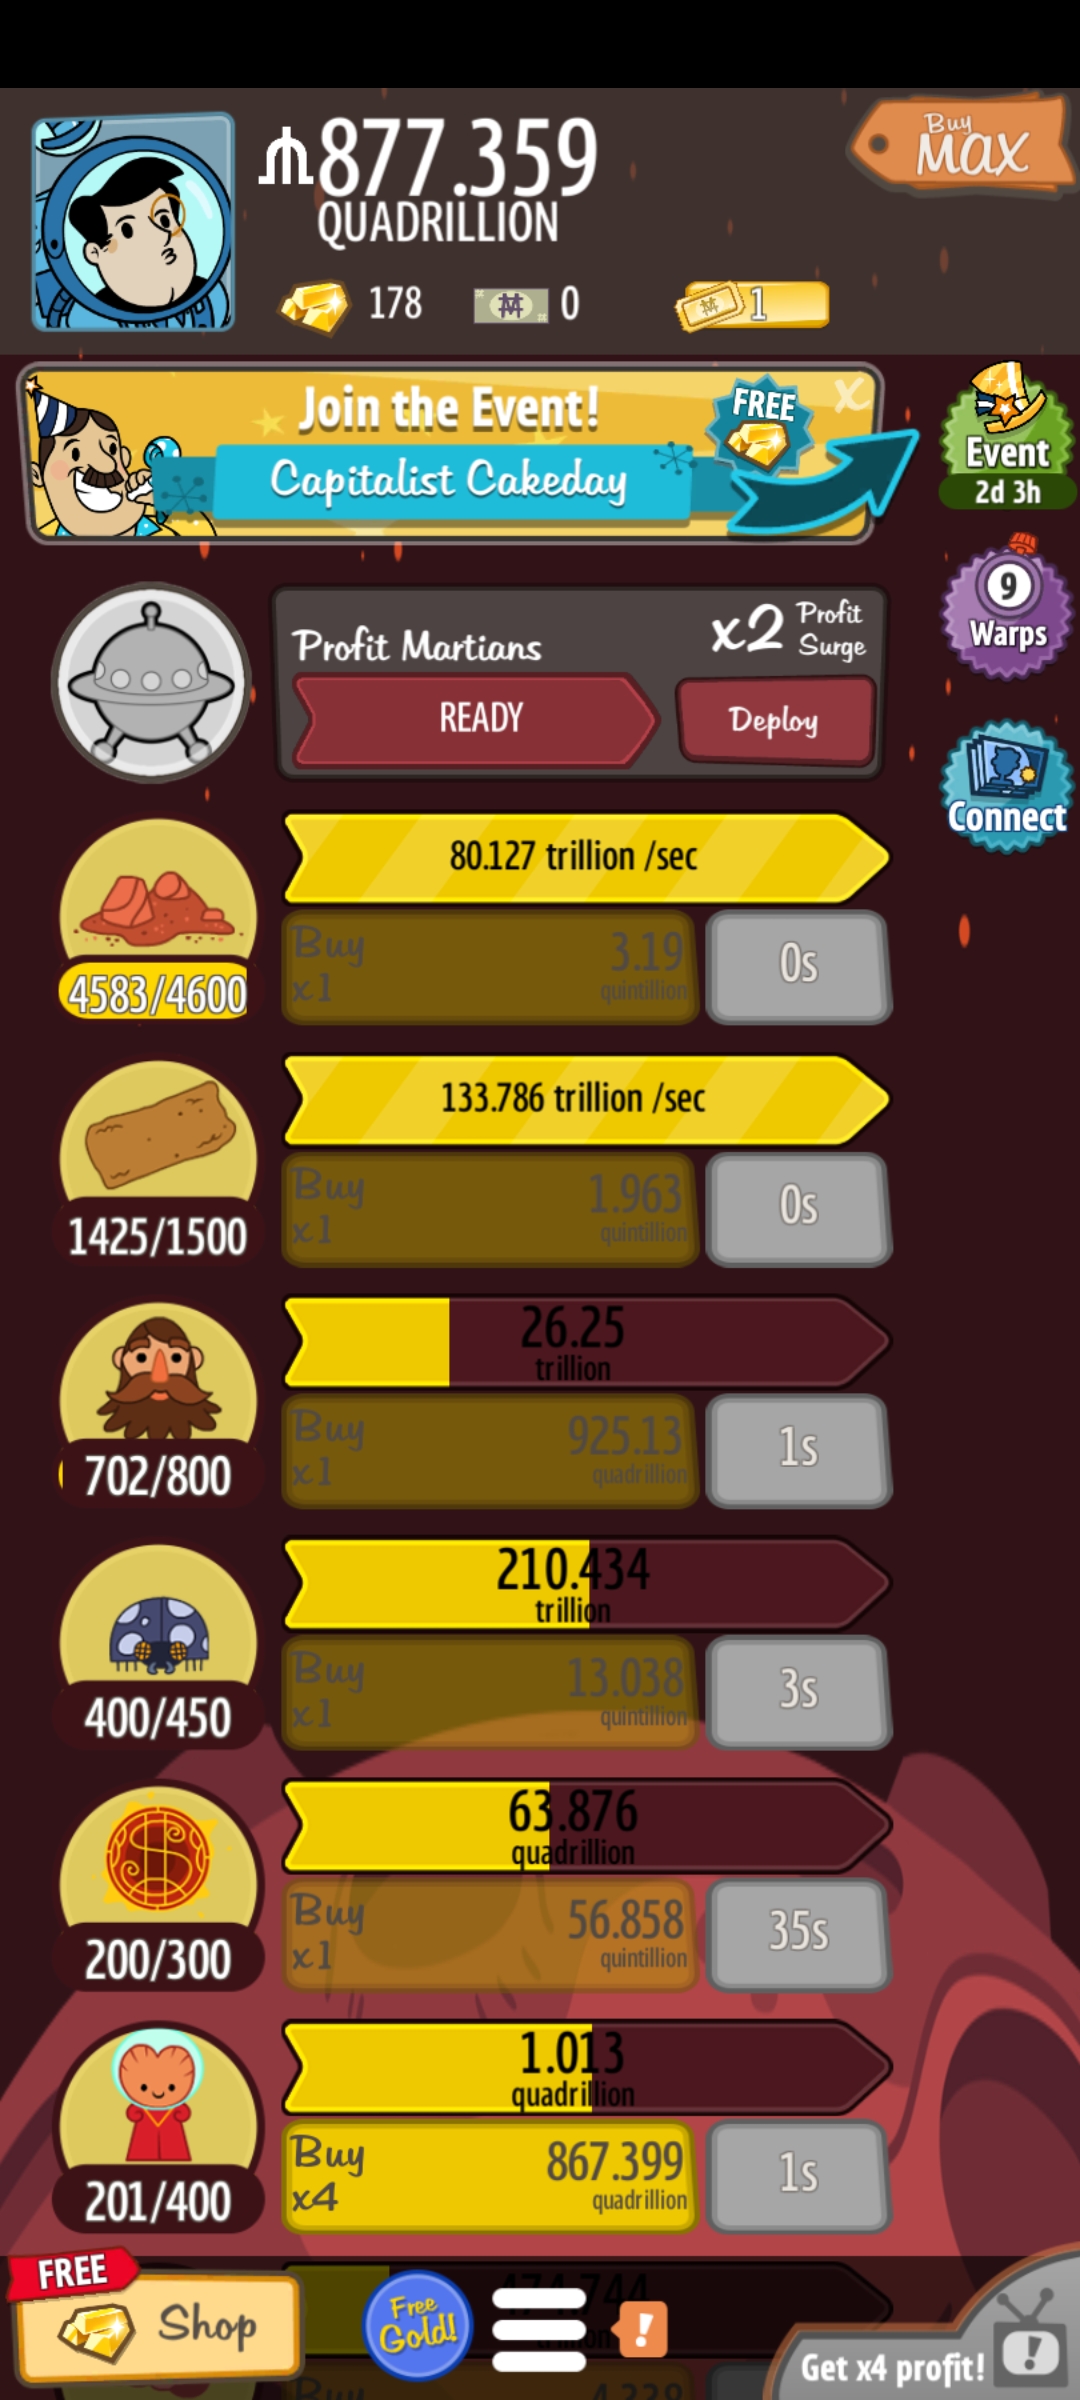 877.359
QUADRILLION
Buy
MAX
178
0
1
Join the Event!
FREE
x
Capitalist Cakeday
Event
2d 3h
9
Warps
Connect
Profit Martians
x2 Profit Surge
READY
Deploy
80.127 trillion /sec
4583/4600
Buy x1
3.19 quintillion
0s
133.786 trillion /sec
1425/1500
Buy x1
1.963 quintillion
0s
26.25
trillion
702/800
Buy x1
925.13 quadrillion
1s
210.434
trillion
400/450
Buy x1
13.038 quintillion
3s
63.876
quadrillion
200/300
Buy x1
56.858 quintillion
35s
1.013
quadrillion
201/400
Buy x4
867.399 quadrillion
1s
474.744
FREE
Shop
Free Gold!
!
Get x4 profit!
!
Buy